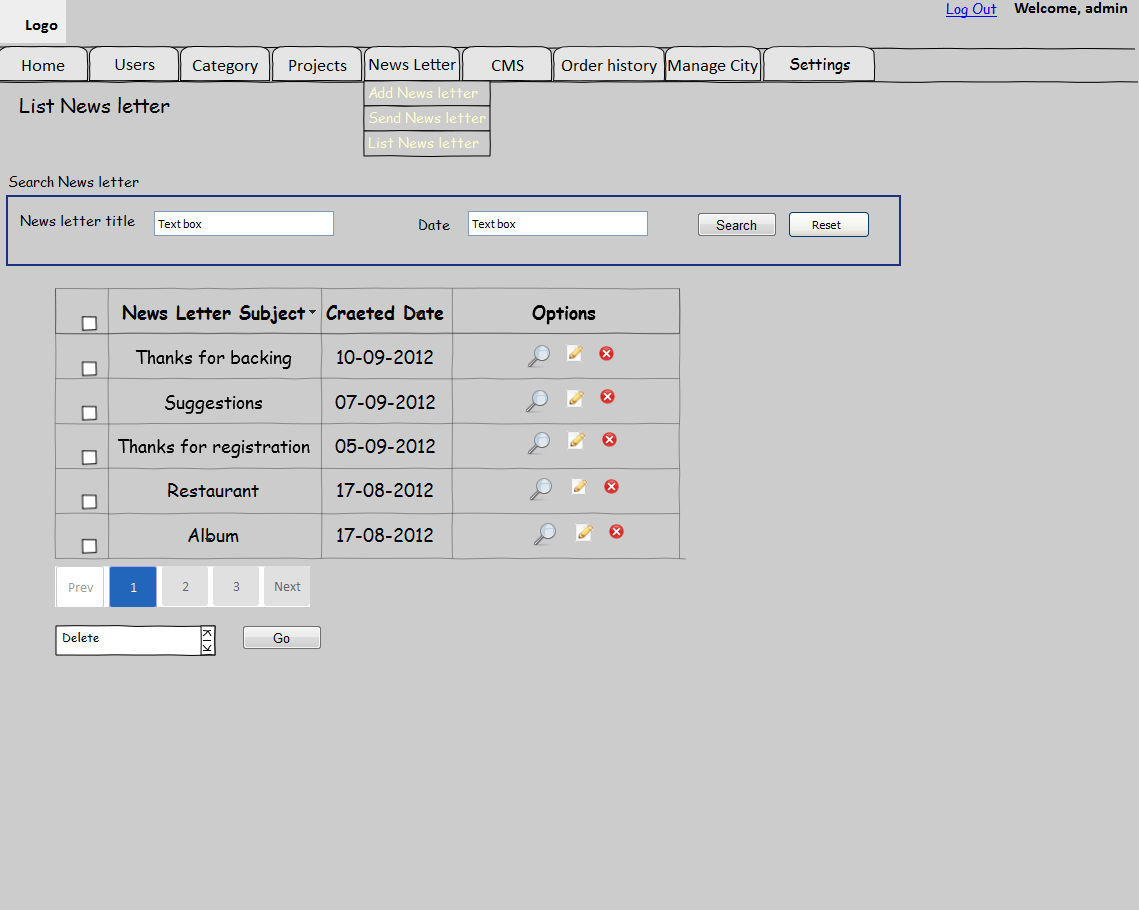 Log Out Welcome, admin
Logo
Home Users Category Projects News Letter CMS Order history Manage City Settings
Add News letter
Send News letter
List News letter
List News letter
Search News letter
News letter title Text box Date Text box Search Reset
News Letter Subject Craeted Date Options
Thanks for backing 10-09-2012
Suggestions 07-09-2012
Thanks for registration 05-09-2012
Restaurant 17-08-2012
Album 17-08-2012
Prev 1 2 3 Next
Delete Go